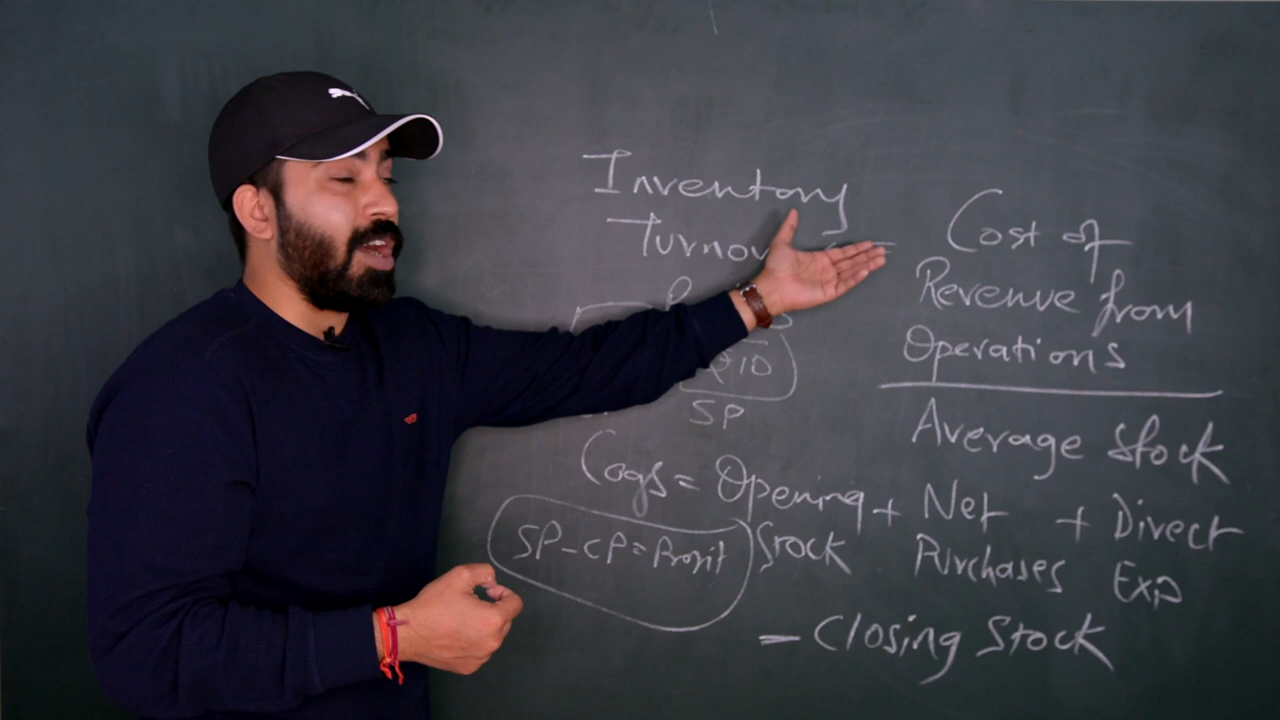 Inventory
Turnov
=
Cost of
Revenue from
Operations
Average Stock
₹10
SP
Cogs = Opening + Net + Direct
Stock Purchases Exp
SP-CP=Profit
- Closing Stock